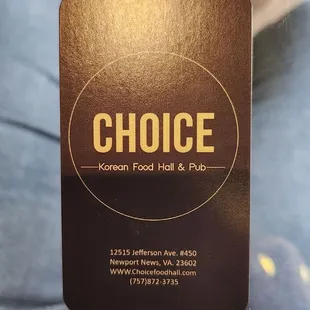 CHOICE
Korean Food Hall & Pub
12515 Jefferson Ave. #450
Newport News, VA. 23602
WWW.Choicefoodhall.com
(757)872-3735